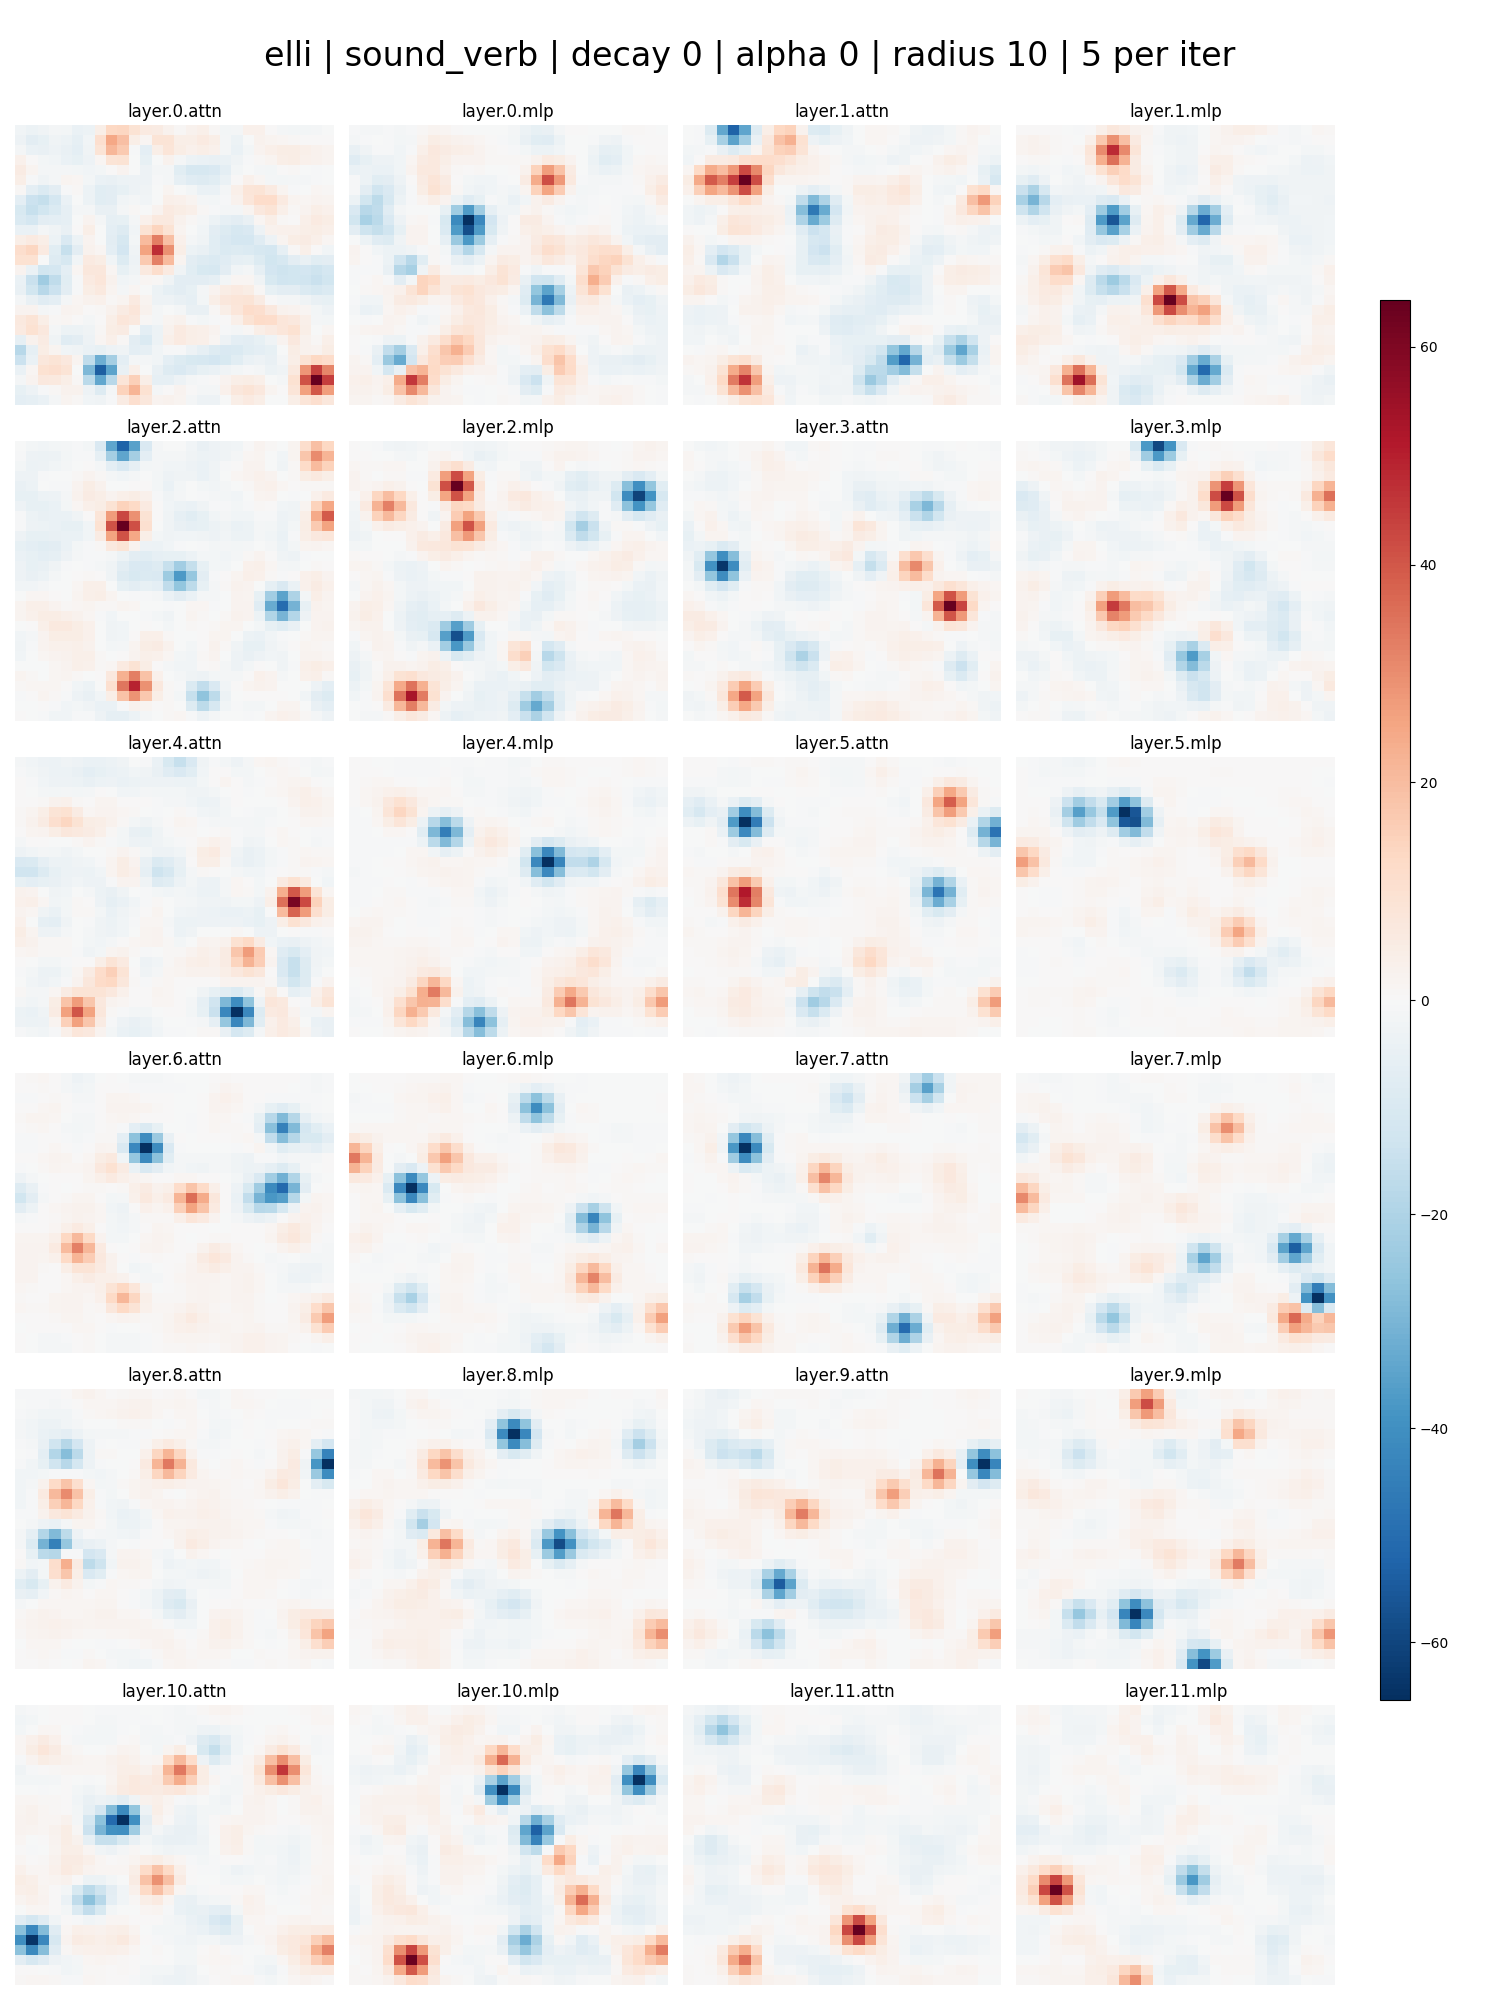 elli | sound_verb | decay 0 | alpha 0 | radius 10 | 5 per iter
layer.0.attn
layer.0.mlp
layer.1.attn
layer.1.mlp
layer.2.attn
layer.2.mlp
layer.3.attn
layer.3.mlp
layer.4.attn
layer.4.mlp
layer.5.attn
layer.5.mlp
layer.6.attn
layer.6.mlp
layer.7.attn
layer.7.mlp
layer.8.attn
layer.8.mlp
layer.9.attn
layer.9.mlp
layer.10.attn
layer.10.mlp
layer.11.attn
layer.11.mlp
60
40
20
0
−20
−40
−60